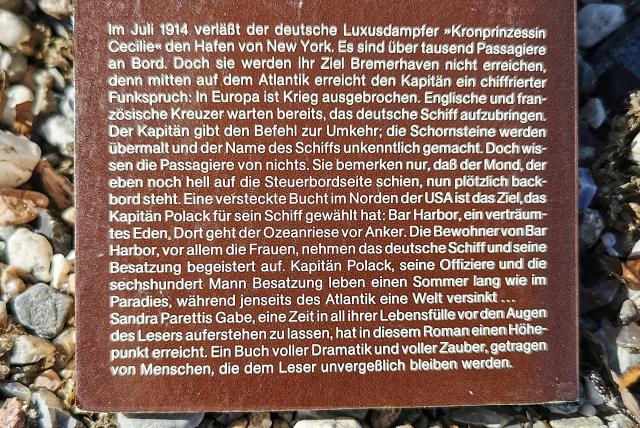 Im Juli 1914 verläßt der deutsche Luxusdampfer »Kronprinzessin
Cecilie« den Hafen von New York. Es sind über tausend Passagiere
an Bord. Doch sie werden ihr Ziel Bremerhaven nicht erreichen,
denn mitten auf dem Atlantik erreicht den Kapitän ein chiffrierter
Funkspruch: In Europa ist Krieg ausgebrochen. Englische und fran-
zösische Kreuzer warten bereits, das deutsche Schiff aufzubringen.
Der Kapitän gibt den Befehl zur Umkehr; die Schornsteine werden
übermalt und der Name des Schiffs unkenntlich gemacht. Doch wis-
sen die Passagiere von nichts. Sie bemerken nur, daß der Mond, der
eben noch hell auf die Steuerbordseite schien, nun plötzlich back-
bord steht. Eine versteckte Bucht im Norden der USA ist das Ziel, das
Kapitän Polack für sein Schiff gewählt hat: Bar Harbor, ein verträum-
tes Eden, Dort geht der Ozeanriese vor Anker. Die Bewohner von Bar
Harbor, vor allem die Frauen, nehmen das deutsche Schiff und seine
Besatzung begeistert auf. Kapitän Polack, seine Offiziere und die
sechshundert Mann Besatzung leben einen Sommer lang wie im
Paradies, während jenseits des Atlantik eine Welt versinkt ...
Sandra Parettis Gabe, eine Zeit in all ihrer Lebensfülle vor den Augen
des Lesers auferstehen zu lassen, hat in diesem Roman einen Höhe-
punkt erreicht. Ein Buch voller Dramatik und voller Zauber, getragen
von Menschen, die dem Leser unvergeßlich bleiben werden.